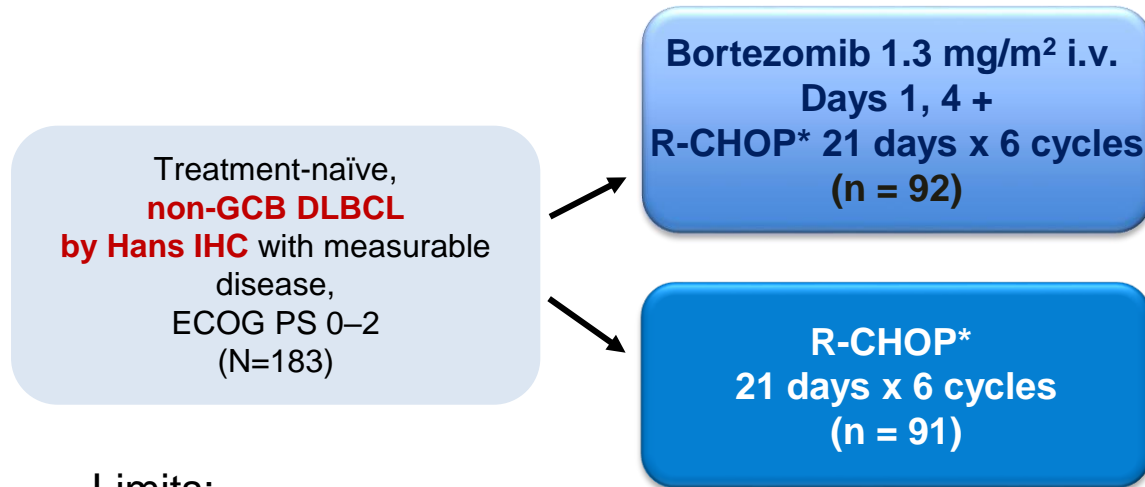 Treatment-naïve,
non-GCB DLBCL
by Hans IHC with measurable
disease,
ECOG PS 0–2
(N=183)
Bortezomib 1.3 mg/m² i.v.
Days 1, 4 +
R-CHOP* 21 days x 6 cycles
(n = 92)
R-CHOP*
21 days x 6 cycles
(n = 91)
Limits: